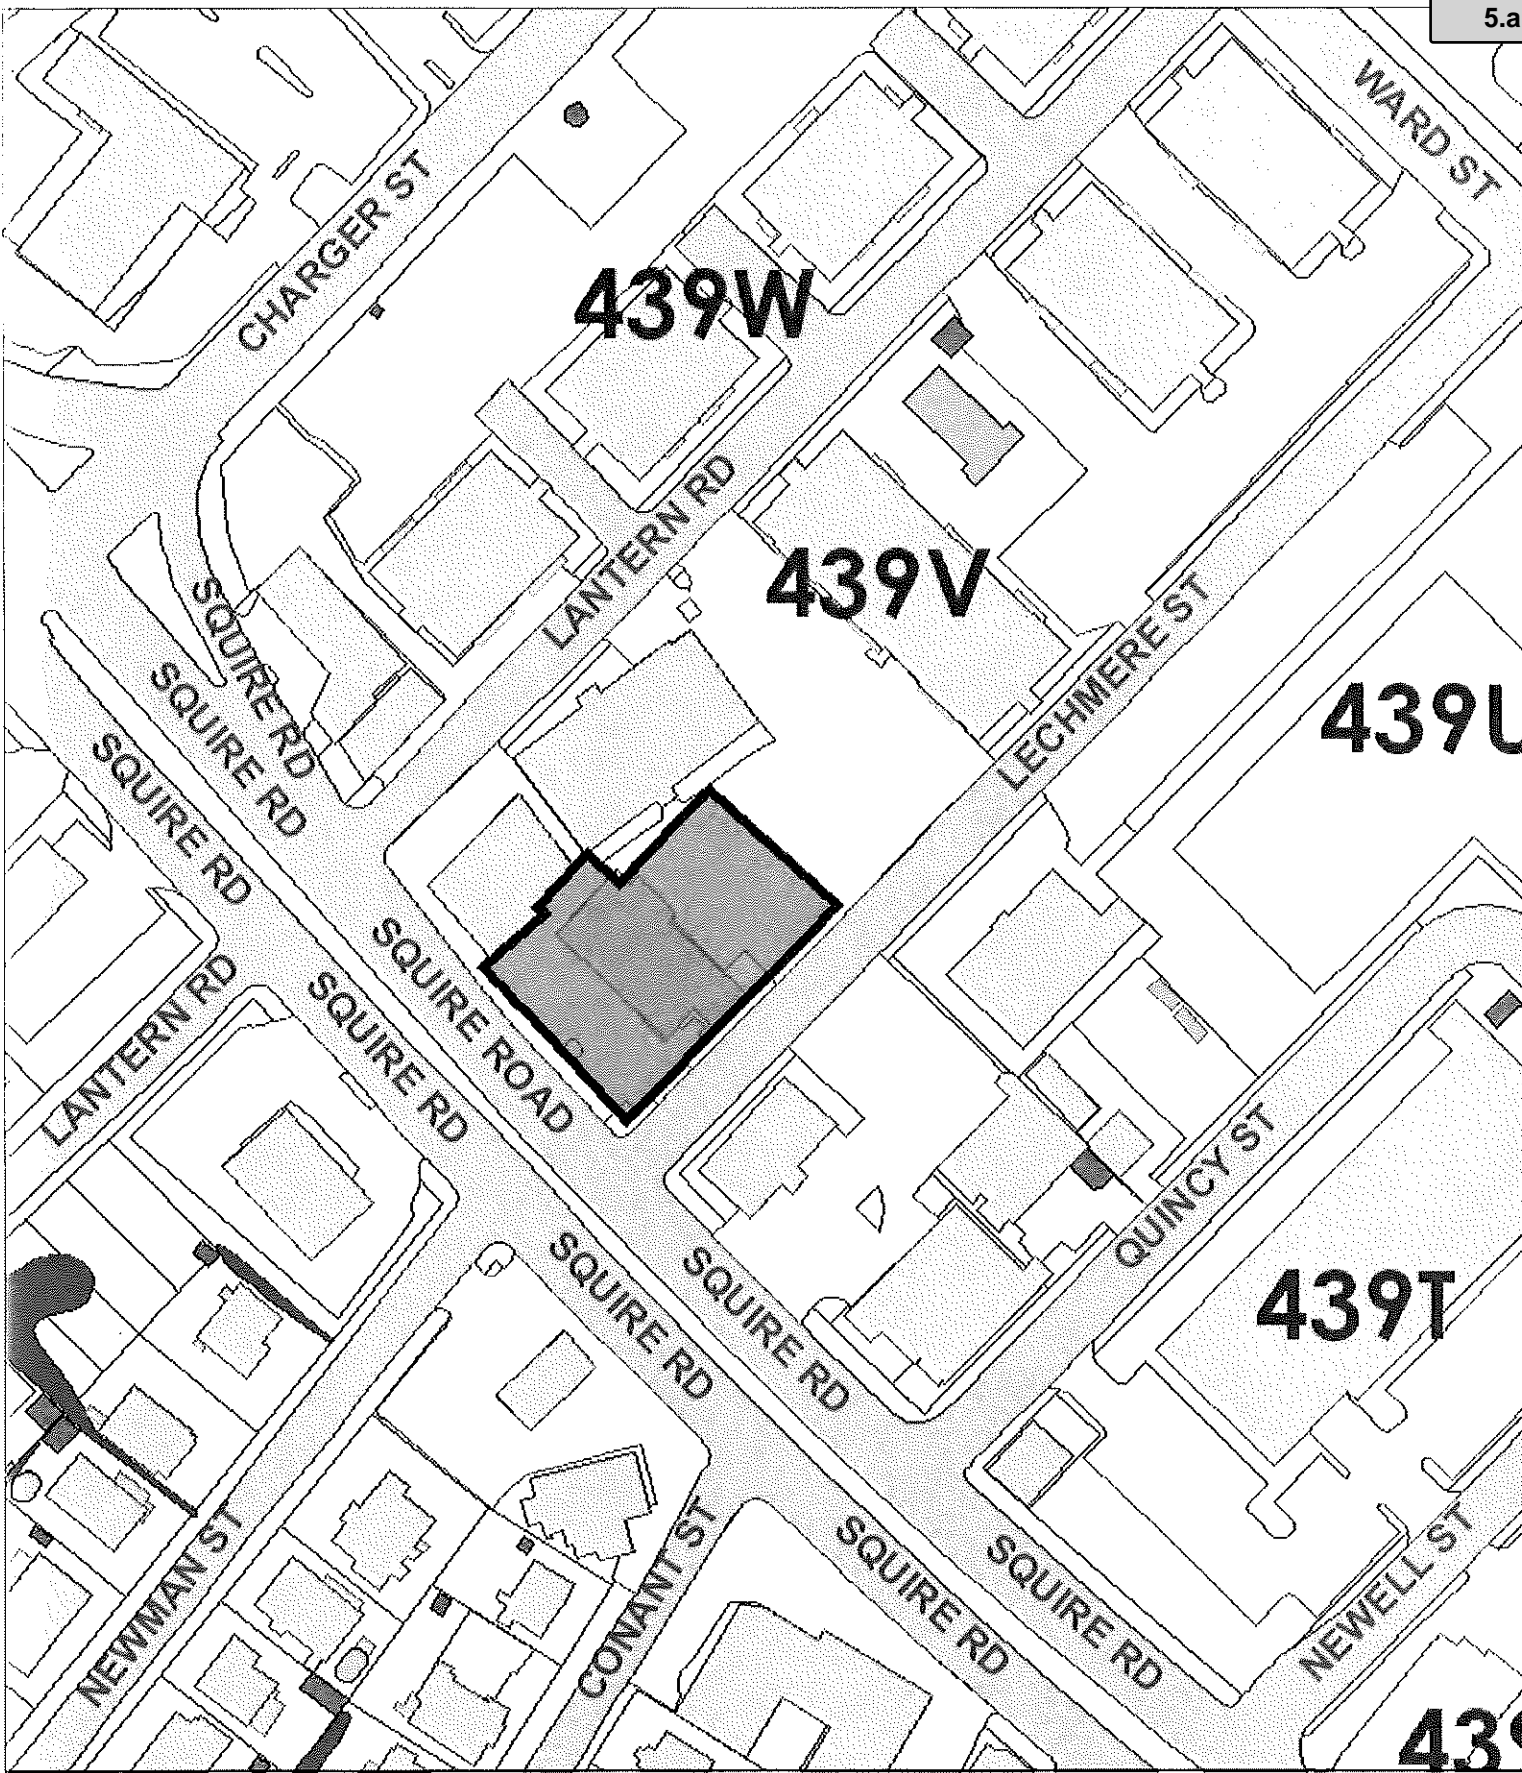 5.a
WARD ST
CHARGER ST
439W
LANTERN RD
439V
SQUIRE RD
SQUIRE RD
LECHMERE ST
439U
SQUIRE RD
SQUIRE ROAD
LANTERN RD
SQUIRE RD
QUINCY ST
SQUIRE RD
SQUIRE RD
439T
NEWMAN ST
CONANT ST
SQUIRE RD
SQUIRE RD
NEWELL ST
439